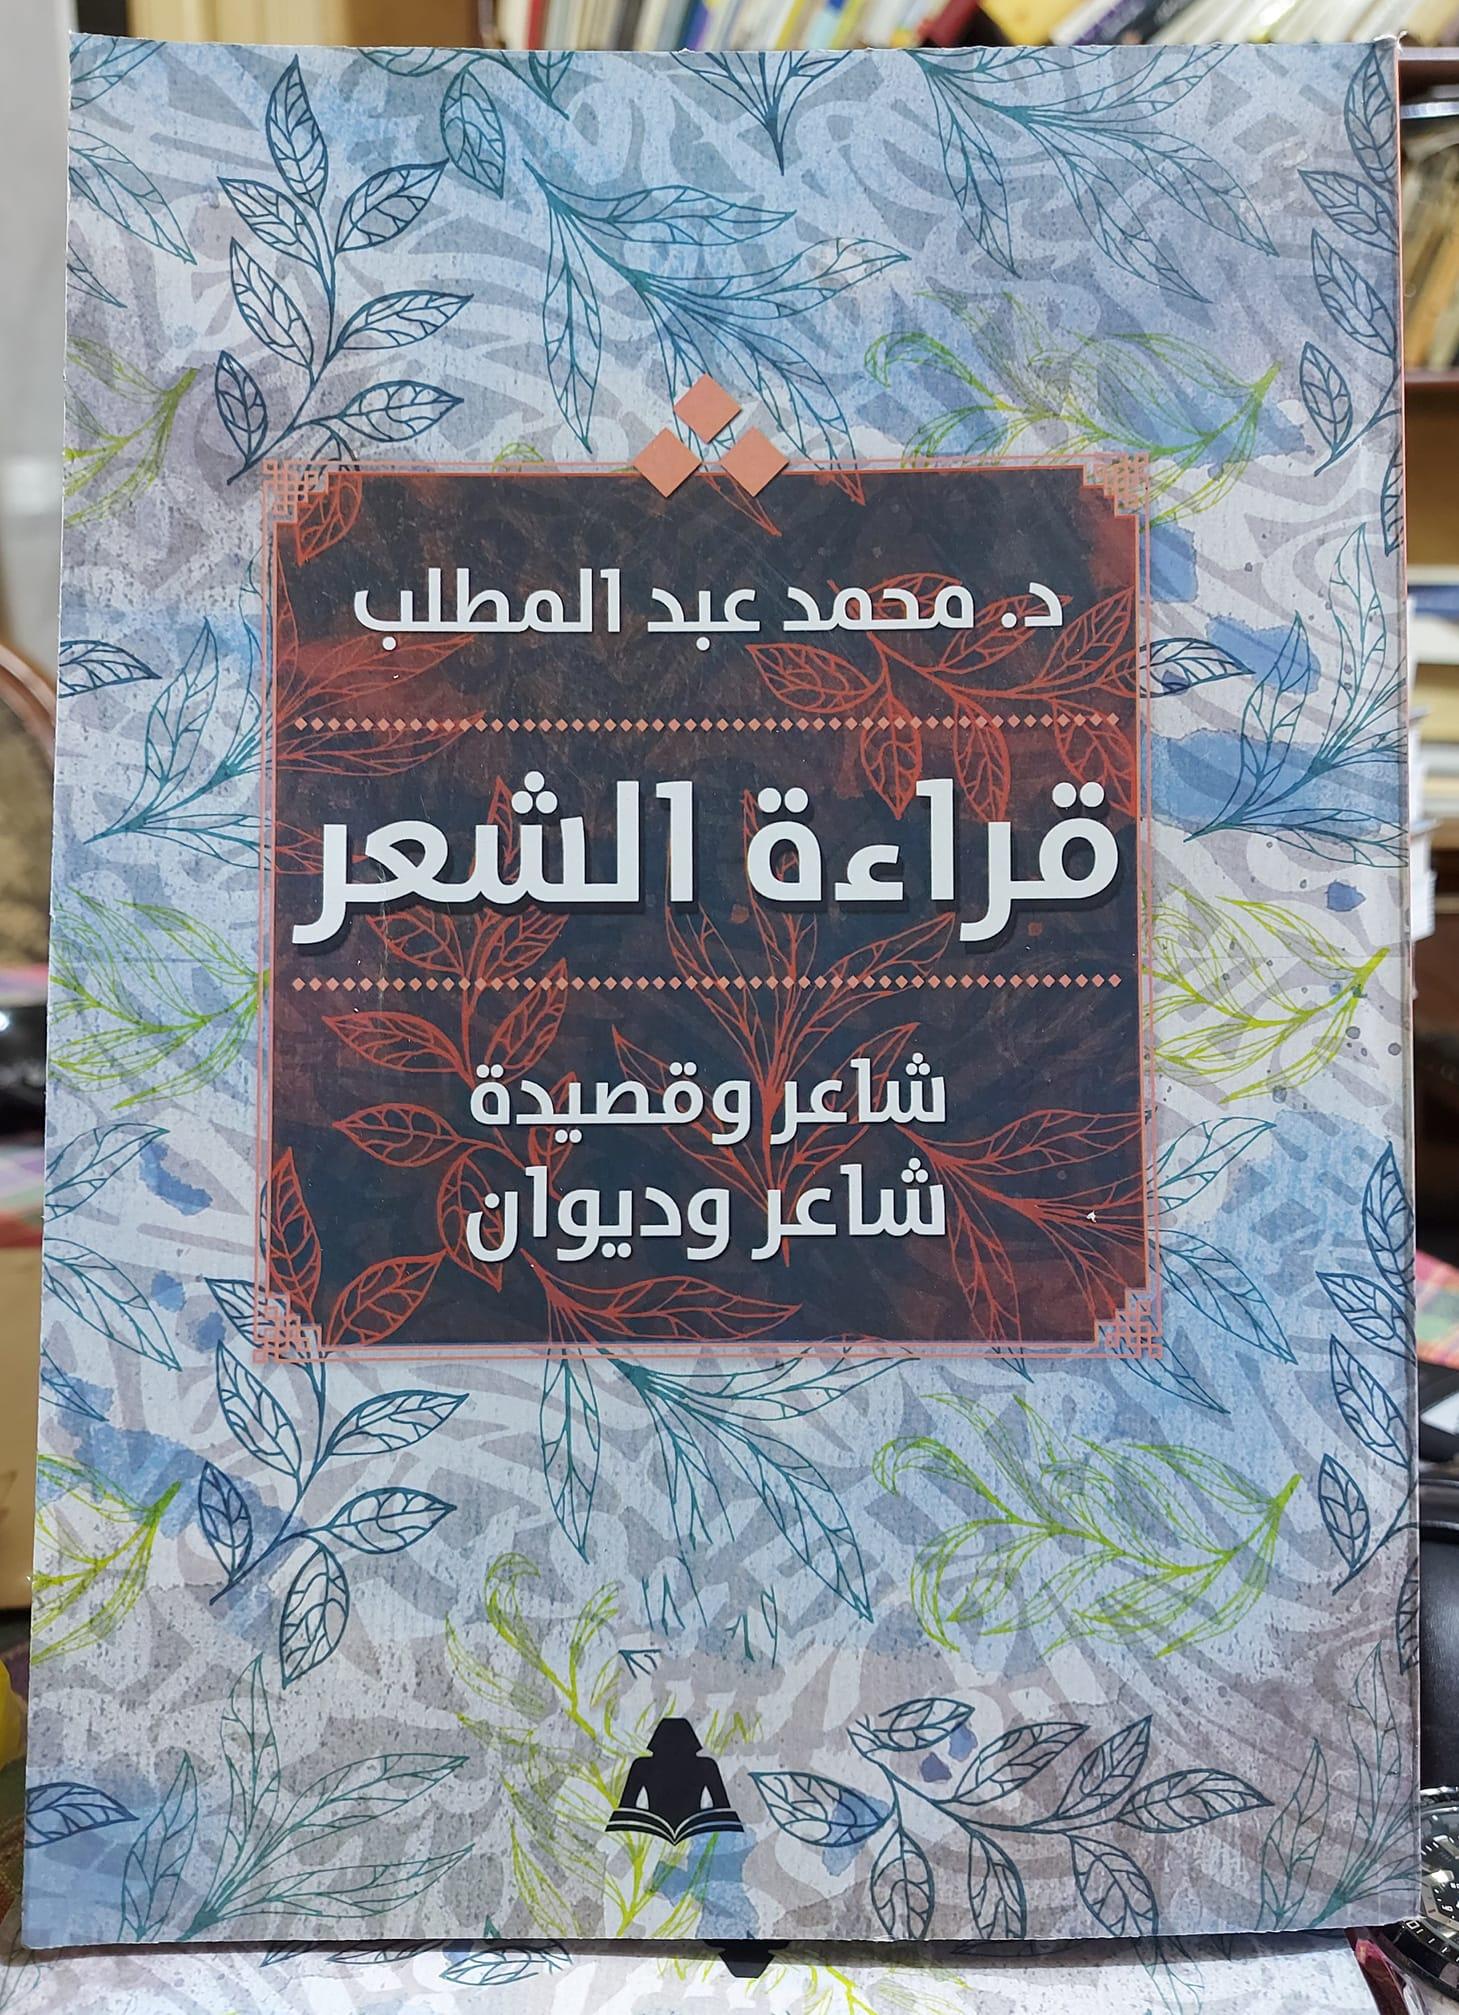 د. محمد عبد المطلب
قراءة الشعر
شاعر وقصيدة
شاعر وديوان